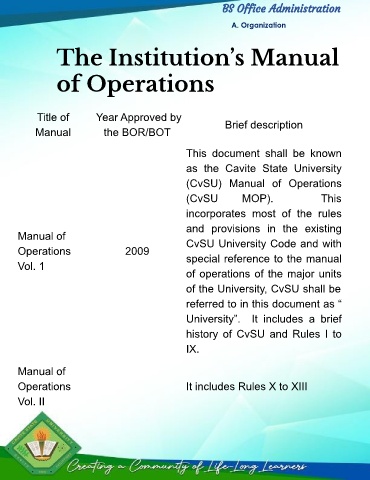 BS Office Administration
A. Organization
The Institution’s Manual
of Operations
Title of
Manual
Year Approved by
the BOR/BOT
Brief description
Manual of
Operations
Vol. 1
2009
This document shall be known
as the Cavite State University
(CvSU) Manual of Operations
(CvSU MOP). This
incorporates most of the rules
and provisions in the existing
CvSU University Code and with
special reference to the manual
of operations of the major units
of the University, CvSU shall be
referred to in this document as “
University”. It includes a brief
history of CvSU and Rules I to
IX.
Manual of
Operations
Vol. II
It includes Rules X to XIII
Creating a Community of Life-Long Learners